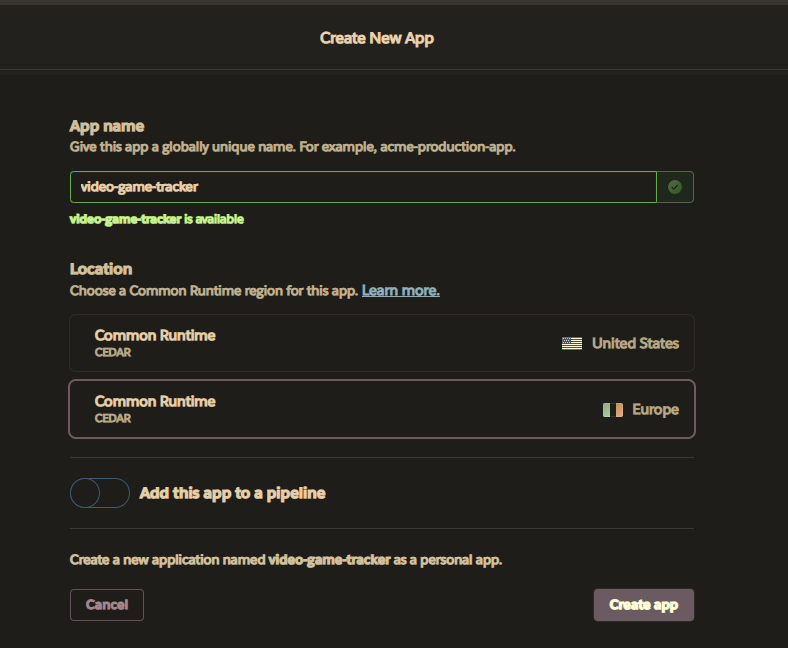 Create New App
App name
Give this app a globally unique name. For example, acme-production-app.
video-game-tracker
video-game-tracker is available
Location
Choose a Common Runtime region for this app. Learn more.
Common Runtime
CEDAR
United States
Common Runtime
CEDAR
Europe
Add this app to a pipeline
Create a new application named video-game-tracker as a personal app.
Cancel
Create app